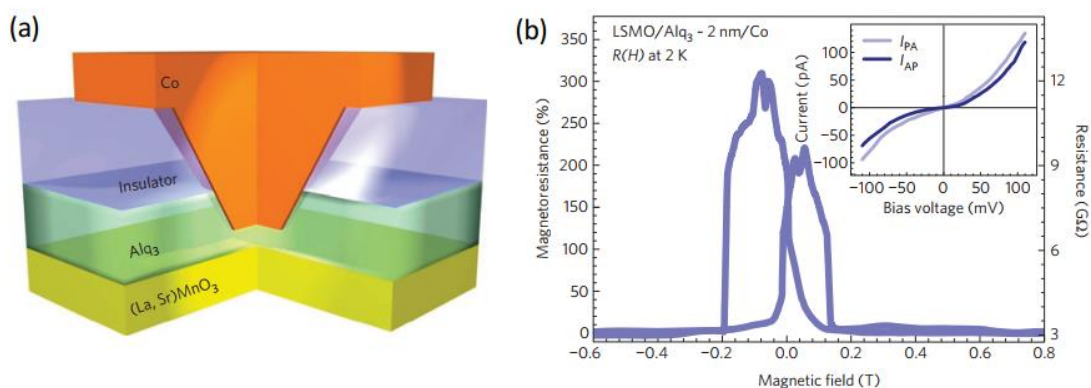 (a)
Co
Insulator
Alq3
(La, Sr)MnO3
(b)
LSMO/Alq3 - 2 nm/Co
R(H) at 2 K
Magnetoresistance (%)
350
300
250
200
150
100
50
0
−0.6 −0.4 −0.2 0.0 0.2 0.4 0.6 0.8
Magnetic field (T)
12
9
6
3
Resistance (GΩ)
IPA
IAP
Current (pA)
100
50
0
−50
−100
−100 −50 0 50 100
Bias voltage (mV)